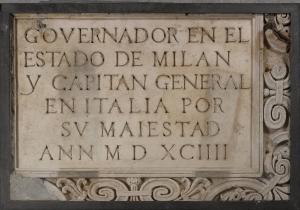 GOVERNADOR EN EL
ESTADO DE MILAN
Y CAPITAN GENERAL
EN ITALIA POR
SV MAIESTAD
ANN M D XCIIII